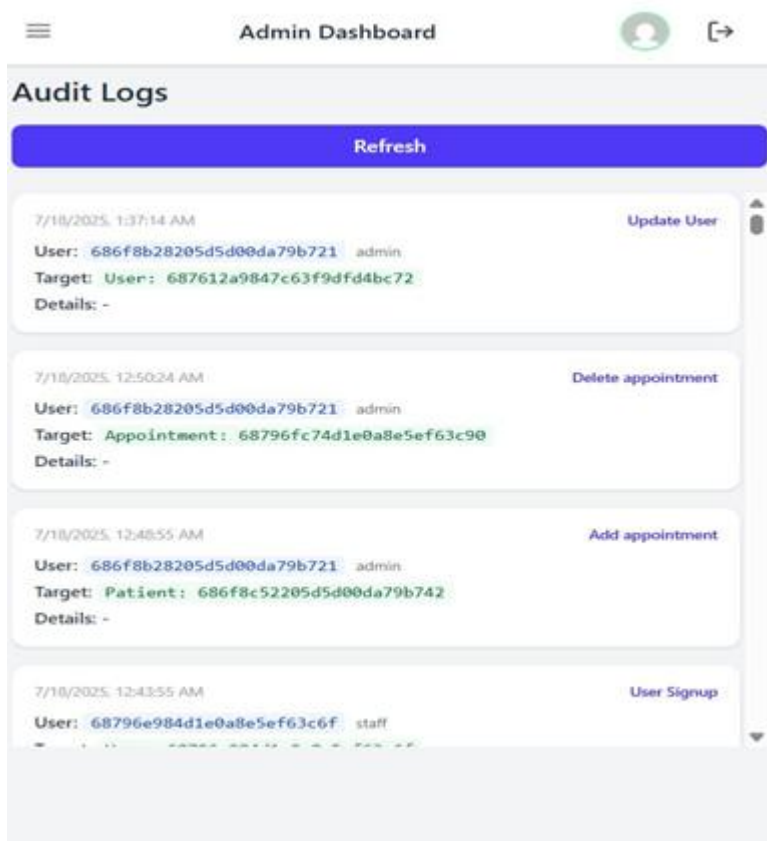 Admin Dashboard
Audit Logs
Refresh
7/18/2025, 1:37:14 AM Update User
User: 686f8b28205d5d00da79b721 admin
Target: User: 687612a9847c63f9dfd4bc72
Details: -
7/18/2025, 12:50:24 AM Delete appointment
User: 686f8b28205d5d00da79b721 admin
Target: Appointment: 68796fc74d1e0a8e5ef63c90
Details: -
7/18/2025, 12:48:55 AM Add appointment
User: 686f8b28205d5d00da79b721 admin
Target: Patient: 686f8c52205d5d00da79b742
Details: -
7/18/2025, 12:43:55 AM User Signup
User: 68796e984d1e0a8e5ef63c6f staff